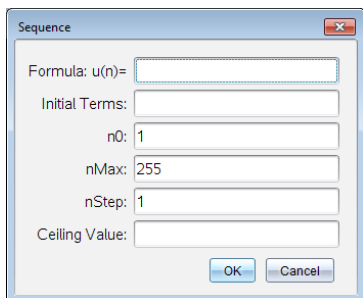 Sequence
Formula: u(n)=
Initial Terms:
n0: 1
nMax: 255
nStep: 1
Ceiling Value:
OK Cancel